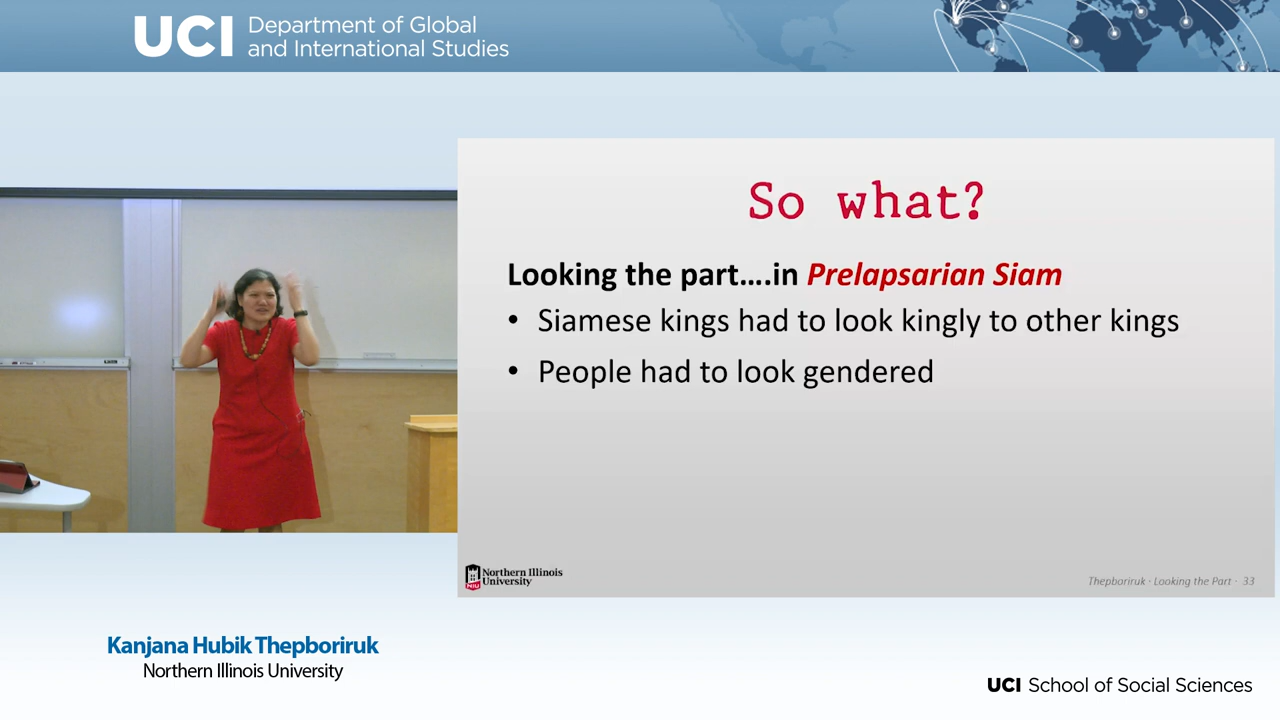 UCI Department of Global
and International Studies
So what?
Looking the part....in Prelapsarian Siam
• Siamese kings had to look kingly to other kings
• People had to look gendered
NIU
Northern Illinois
University
Thepboriruk · Looking the Part · 33
Kanjana Hubik Thepboriruk
Northern Illinois University
UCI School of Social Sciences